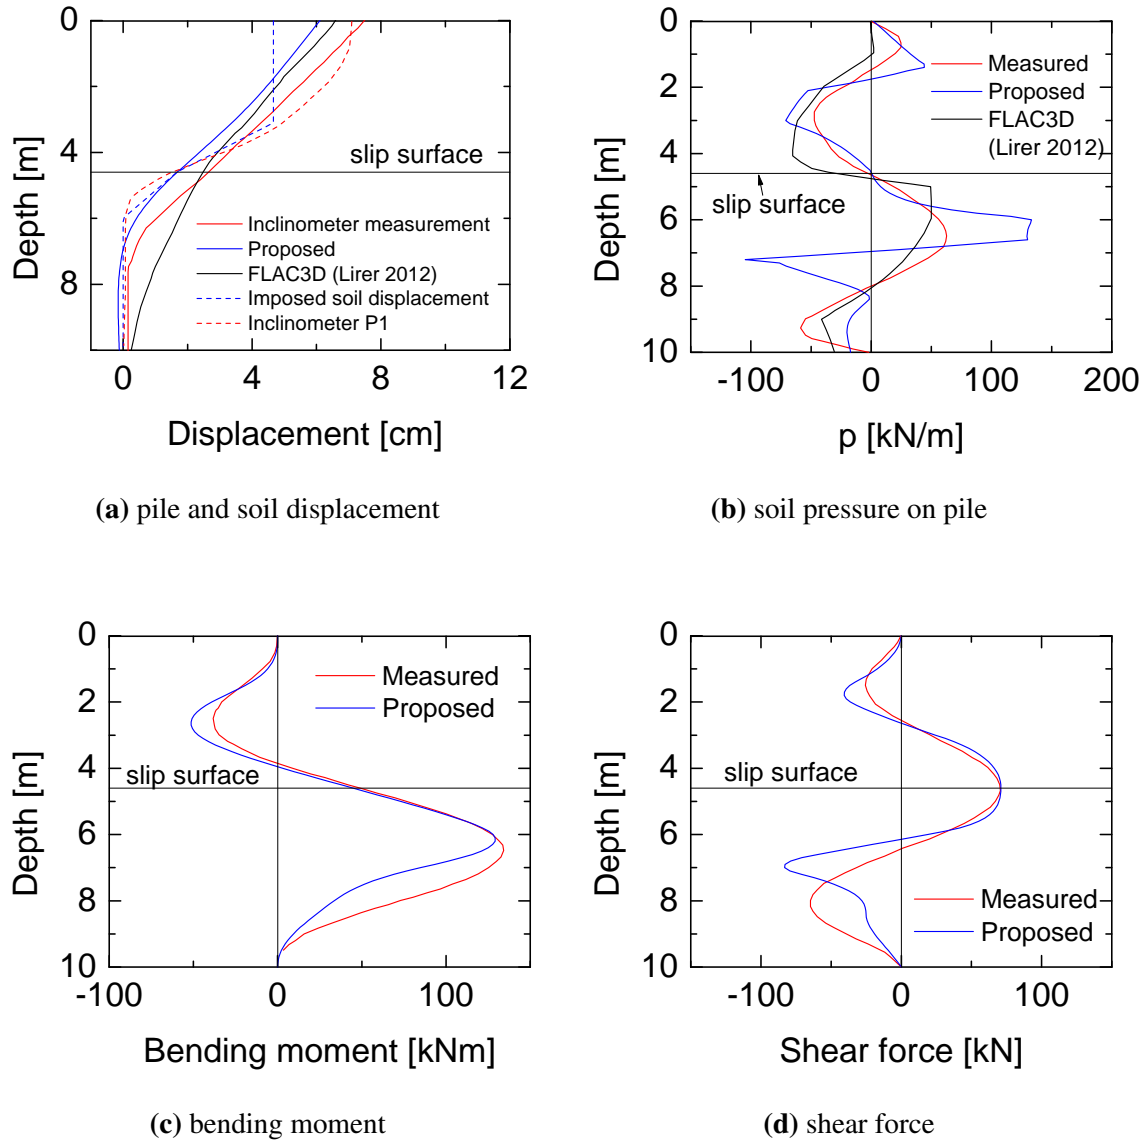 0
4
8
Depth [m]
slip surface
Inclinometer measurement
Proposed
FLAC3D (Lirer 2012)
Imposed soil displacement
Inclinometer P1
0 4 8 12
Displacement [cm]
(a) pile and soil displacement
0
2
4
6
8
10
Depth [m]
Measured
Proposed
FLAC3D
(Lirer 2012)
slip surface
-100 0 100 200
p [kN/m]
(b) soil pressure on pile
0
2
4
6
8
10
Depth [m]
Measured
Proposed
slip surface
-100 0 100
Bending moment [kNm]
(c) bending moment
0
2
4
6
8
10
Depth [m]
slip surface
Measured
Proposed
-100 0 100
Shear force [kN]
(d) shear force